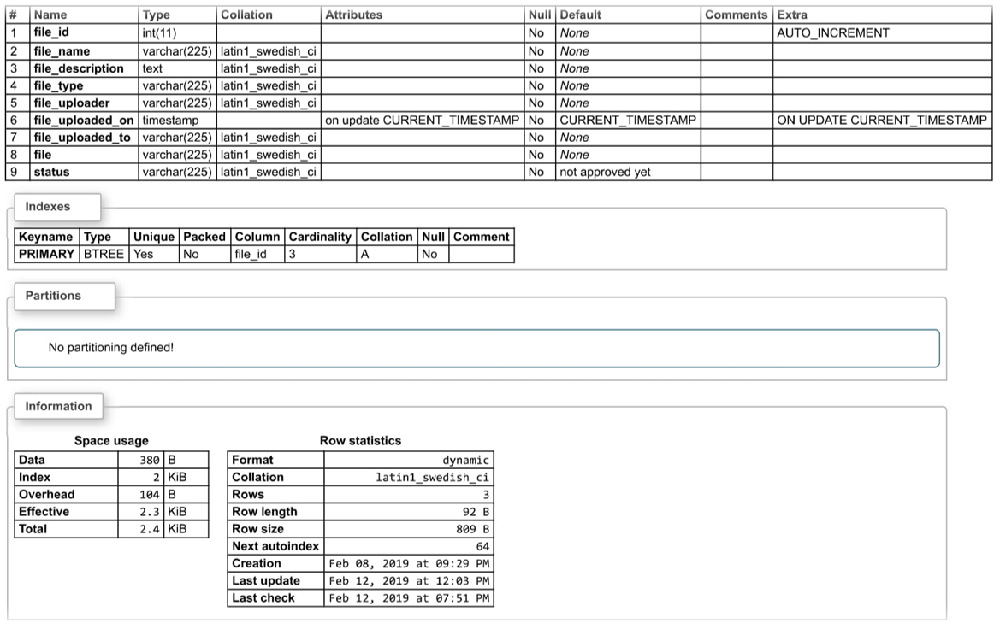 # Name Type Collation Attributes Null Default Comments Extra
1 file_id int(11) No None AUTO_INCREMENT
2 file_name varchar(225) latin1_swedish_ci No None
3 file_description text latin1_swedish_ci No None
4 file_type varchar(225) latin1_swedish_ci No None
5 file_uploader varchar(225) latin1_swedish_ci No None
6 file_uploaded_on timestamp on update CURRENT_TIMESTAMP No CURRENT_TIMESTAMP ON UPDATE CURRENT_TIMESTAMP
7 file_uploaded_to varchar(225) latin1_swedish_ci No None
8 file varchar(225) latin1_swedish_ci No None
9 status varchar(225) latin1_swedish_ci No not approved yet
Indexes
Keyname Type Unique Packed Column Cardinality Collation Null Comment
PRIMARY BTREE Yes No file_id 3 A No
Partitions
No partitioning defined!
Information
Space usage
Data 380 B
Index 2 KiB
Overhead 104 B
Effective 2.3 KiB
Total 2.4 KiB
Row statistics
Format dynamic
Collation latin1_swedish_ci
Rows 3
Row length 92 B
Row size 809 B
Next autoindex 64
Creation Feb 08, 2019 at 09:29 PM
Last update Feb 12, 2019 at 12:03 PM
Last check Feb 12, 2019 at 07:51 PM